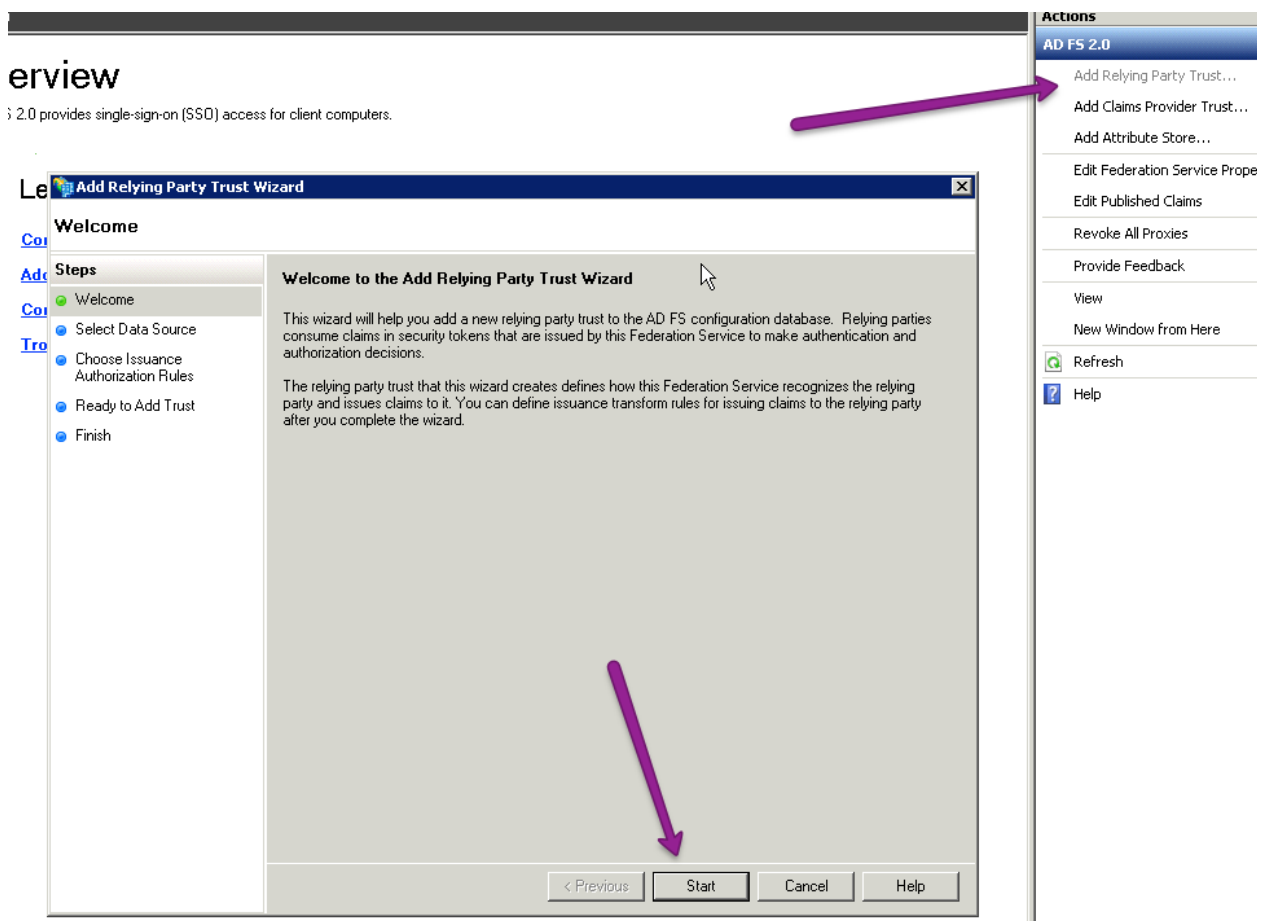 erview
2.0 provides single-sign-on (SSO) access for client computers.
Le
Add Relying Party Trust Wizard
Welcome
Steps
Welcome
Select Data Source
Choose Issuance
Authorization Rules
Ready to Add Trust
Finish
Welcome to the Add Relying Party Trust Wizard
This wizard will help you add a new relying party trust to the AD FS configuration database. Relying parties
consume claims in security tokens that are issued by this Federation Service to make authentication and
authorization decisions.
The relying party trust that this wizard creates defines how this Federation Service recognizes the relying
party and issues claims to it. You can define issuance transform rules for issuing claims to the relying party
after you complete the wizard.
< Previous
Start
Cancel
Help
Co
Add
Co
Tro
Actions
AD FS 2.0
Add Relying Party Trust...
Add Claims Provider Trust...
Add Attribute Store...
Edit Federation Service Prope
Edit Published Claims
Revoke All Proxies
Provide Feedback
View
New Window from Here
Refresh
Help